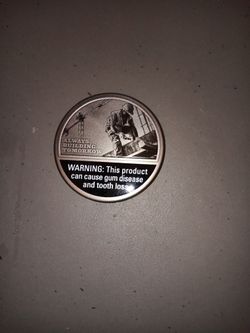 ALWAYS
BUILDING
TOMORROW
WARNING: This product
can cause gum disease
and tooth loss.